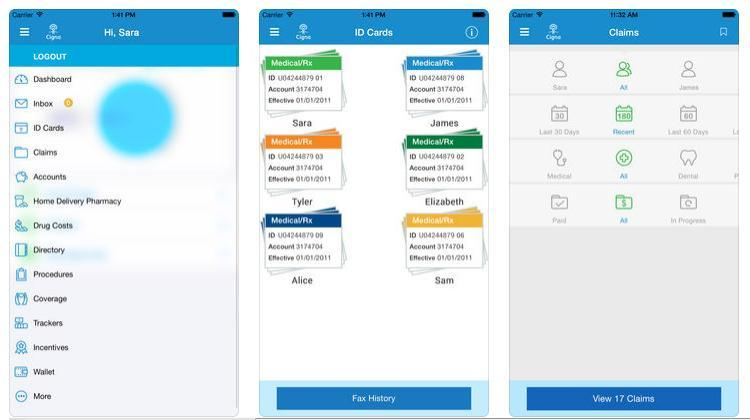 Carrier 1:41 PM
Cigna
Hi, Sara
LOGOUT
Dashboard
Inbox 0
ID Cards
Claims
Accounts
Home Delivery Pharmacy
Drug Costs
Directory
Procedures
Coverage
Trackers
Incentives
Wallet
More
Carrier 1:41 PM
Cigna
ID Cards
Medical/Rx
ID U04244879 01
Account 3174704
Effective 01/01/2011
Sara
Medical/Rx
ID U04244879 08
Account 3174704
Effective 01/01/2011
James
Medical/Rx
ID U04244879 03
Account 3174704
Effective 01/01/2011
Tyler
Medical/Rx
ID U04244879 02
Account 3174704
Effective 01/01/2011
Elizabeth
Medical/Rx
ID U04244879 09
Account 3174704
Effective 01/01/2011
Alice
Medical/Rx
ID U04244879 06
Account 3174704
Effective 01/01/2011
Sam
Fax History
Carrier 11:32 AM
Cigna
Claims
Sara All James
30 180 60
Last 30 Days Recent Last 60 Days
Medical All Dental
$
Paid All In Progress
View 17 Claims